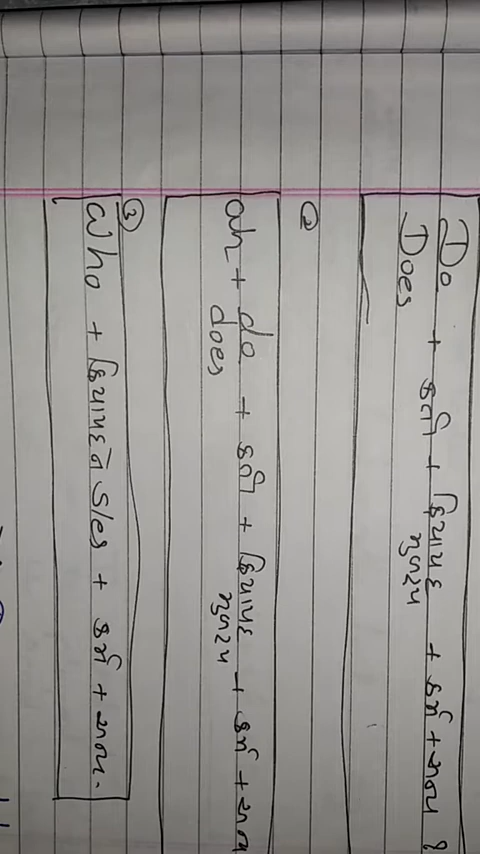 Do + કર્તા + ક્રિયાપદ + કર્મ + અન્ય ?
Does મૂળરૂપ
②
wh + do + કર્તા + ક્રિયાપદ + કર્મ + અન્ય
does મૂળરૂપ
③
Who + ક્રિયાપદને s/es + કર્મ + અન્ય.